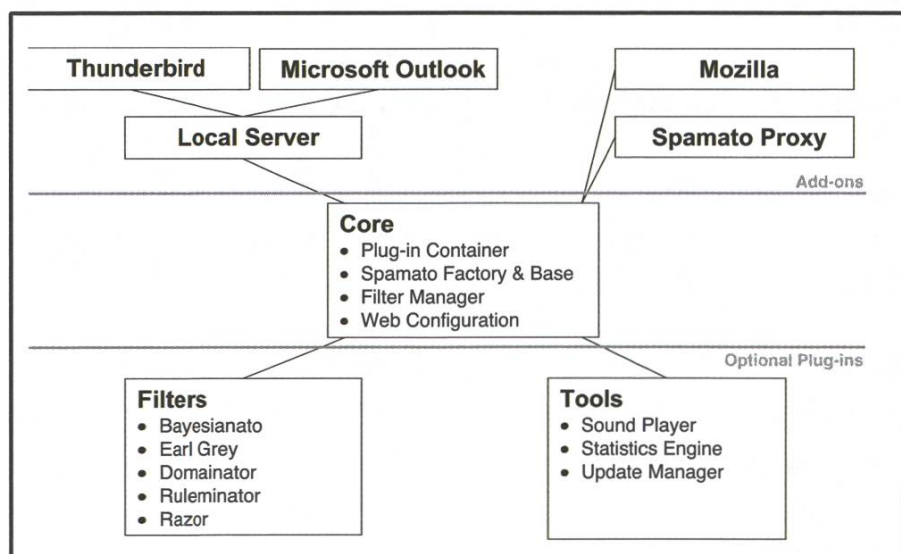 Thunderbird
Microsoft Outlook
Mozilla
Local Server
Spamato Proxy
Add-ons
Core
• Plug-in Container
• Spamato Factory & Base
• Filter Manager
• Web Configuration
Optional Plug-ins
Filters
• Bayesianato
• Earl Grey
• Domainator
• Ruleminator
• Razor
Tools
• Sound Player
• Statistics Engine
• Update Manager